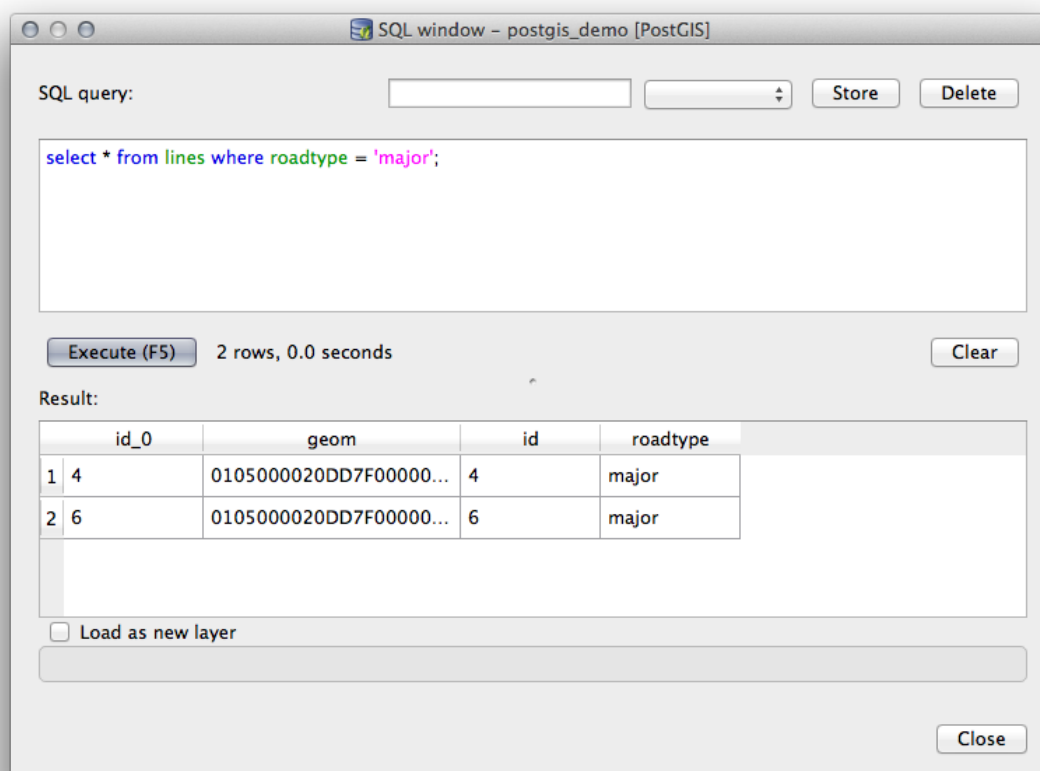 SQL window – postgis_demo [PostGIS]
SQL query: Store Delete
select * from lines where roadtype = 'major';
Execute (F5) 2 rows, 0.0 seconds Clear
Result:
id_0 geom id roadtype
1 4 0105000020DD7F00000... 4 major
2 6 0105000020DD7F00000... 6 major
Load as new layer
Close